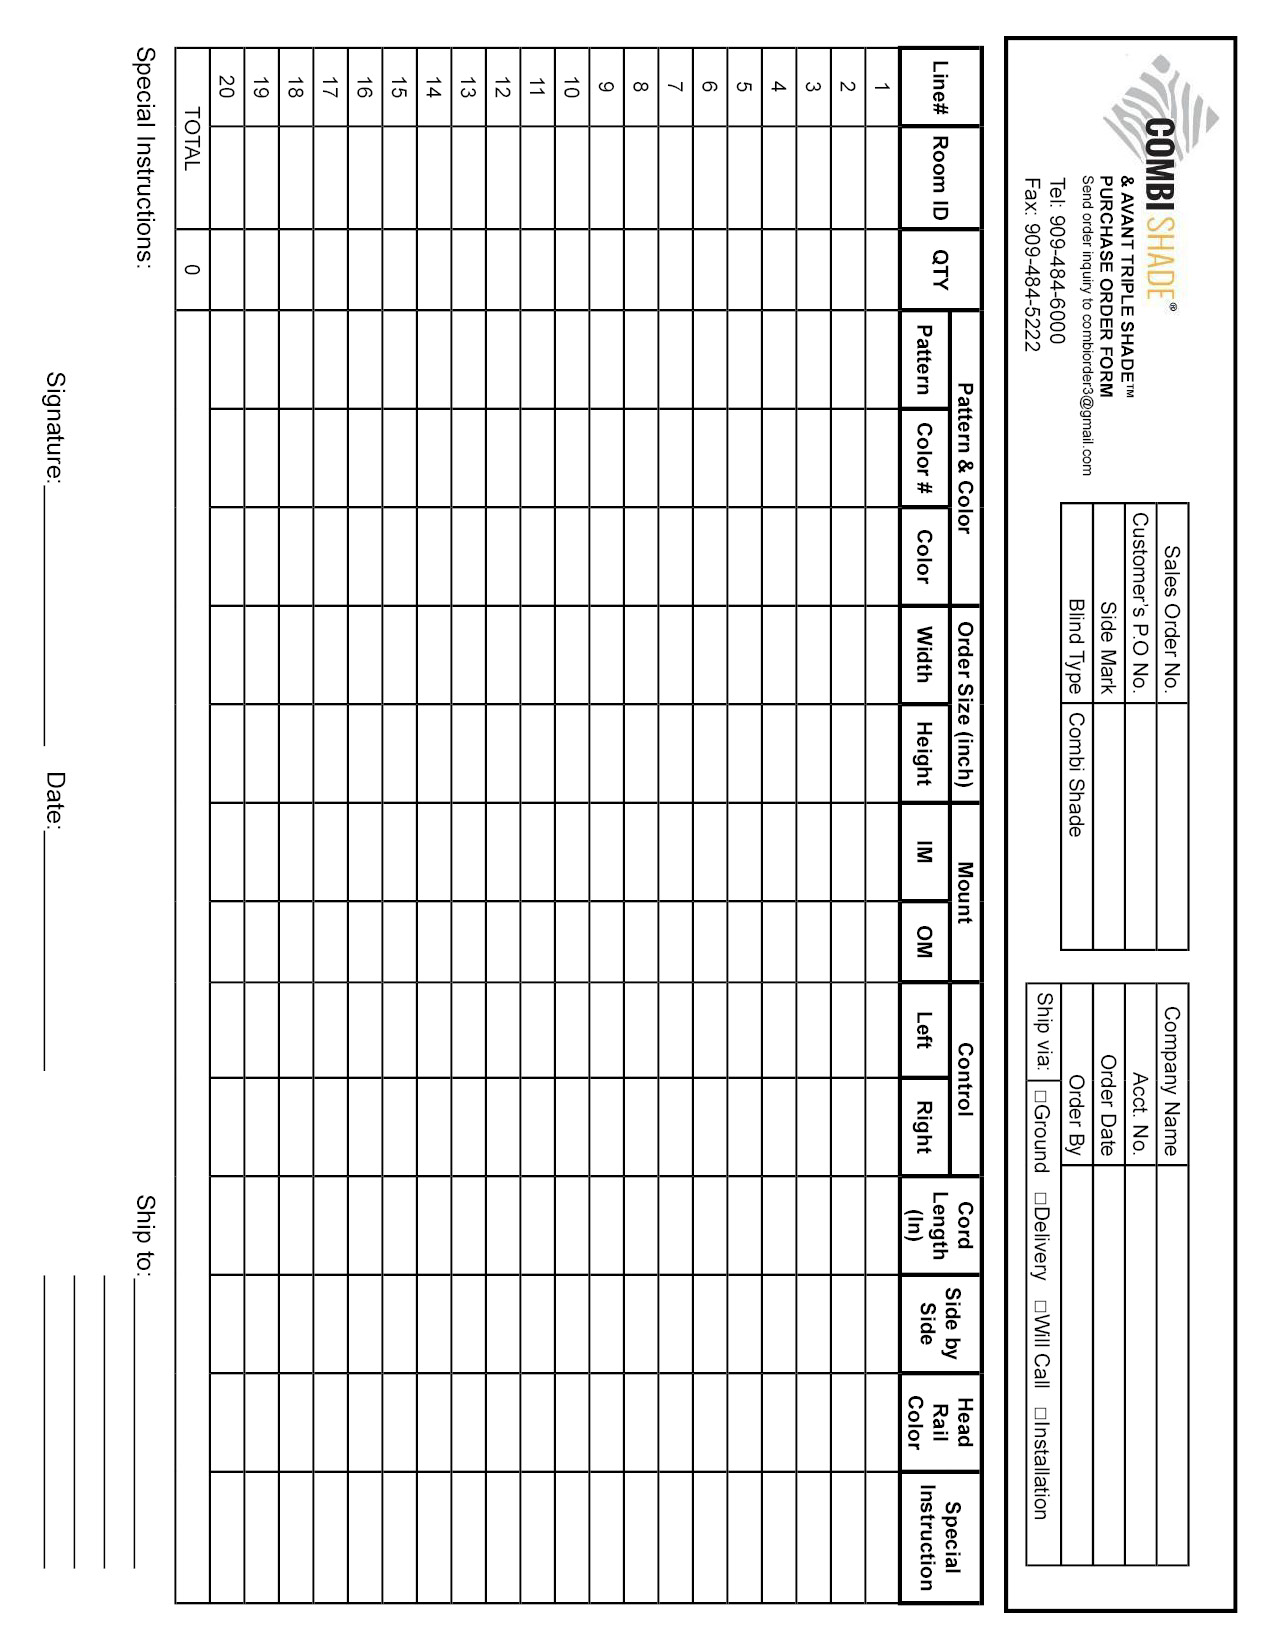 COMBI SHADE®
& AVANT TRIPLE SHADE™
PURCHASE ORDER FORM
Send order inquiry to combiorder3@gmail.com
Tel: 909-484-6000
Fax: 909-484-5222
Sales Order No.
Customer's P.O No.
Side Mark
Blind Type Combi Shade
Company Name
Acct. No.
Order Date
Order By
Ship via: □Ground □Delivery □Will Call □Installation
Line# Room ID QTY Pattern & Color Order Size (inch) Mount Control Cord Length (In) Side by Side Head Rail Color Special Instruction
Pattern Color # Color Width Height IM OM Left Right
1
2
3
4
5
6
7
8
9
10
11
12
13
14
15
16
17
18
19
20
TOTAL 0
Special Instructions: Ship to:
Signature: Date: